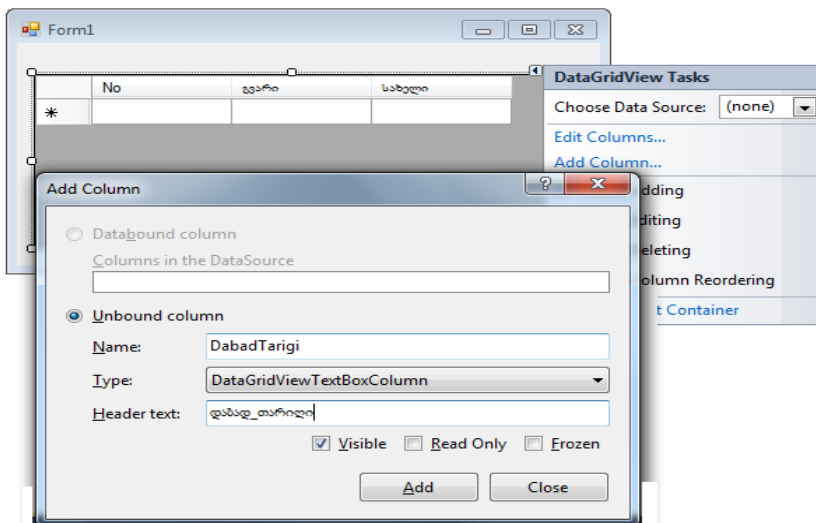 Form1
No გვარი სახელი
DataGridView Tasks
Choose Data Source: (none)
Edit Columns...
Add Column...
Add Column
dding
Databound column
diting
Columns in the DataSource
eleting
olumn Reordering
Unbound column
t Container
Name: DabadTarigi
Type: DataGridViewTextBoxColumn
Header text: დაბად_თარიღი
Visible Read Only Frozen
Add Close